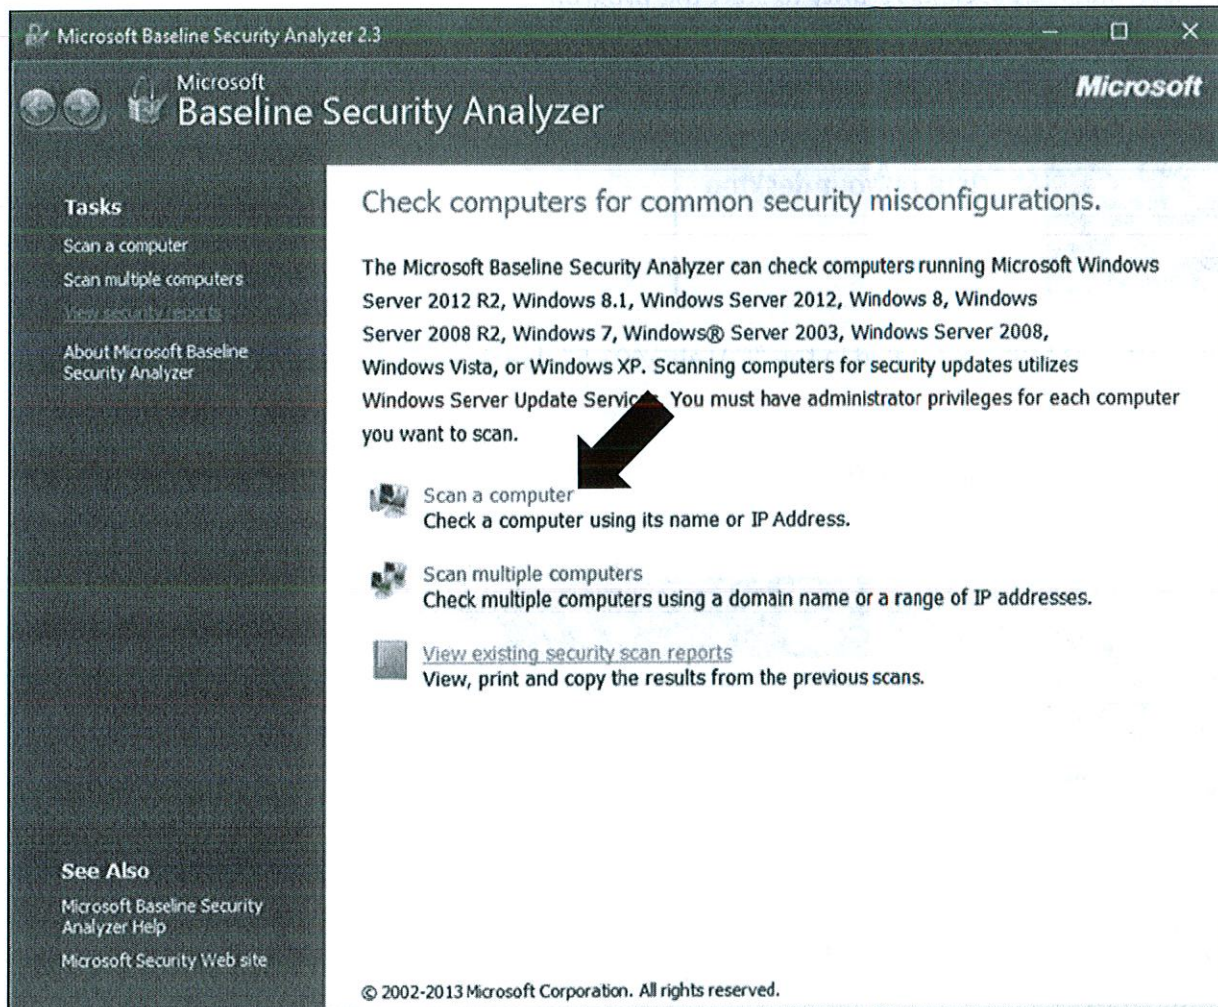 Microsoft Baseline Security Analyzer 2.3
Microsoft
Baseline Security Analyzer
Microsoft
Tasks
Scan a computer
Scan multiple computers
View security reports
About Microsoft Baseline
Security Analyzer
See Also
Microsoft Baseline Security
Analyzer Help
Microsoft Security Web site
Check computers for common security misconfigurations.
The Microsoft Baseline Security Analyzer can check computers running Microsoft Windows
Server 2012 R2, Windows 8.1, Windows Server 2012, Windows 8, Windows
Server 2008 R2, Windows 7, Windows® Server 2003, Windows Server 2008,
Windows Vista, or Windows XP. Scanning computers for security updates utilizes
Windows Server Update Services. You must have administrator privileges for each computer
you want to scan.
Scan a computer
Check a computer using its name or IP Address.
Scan multiple computers
Check multiple computers using a domain name or a range of IP addresses.
View existing security scan reports
View, print and copy the results from the previous scans.
© 2002-2013 Microsoft Corporation. All rights reserved.